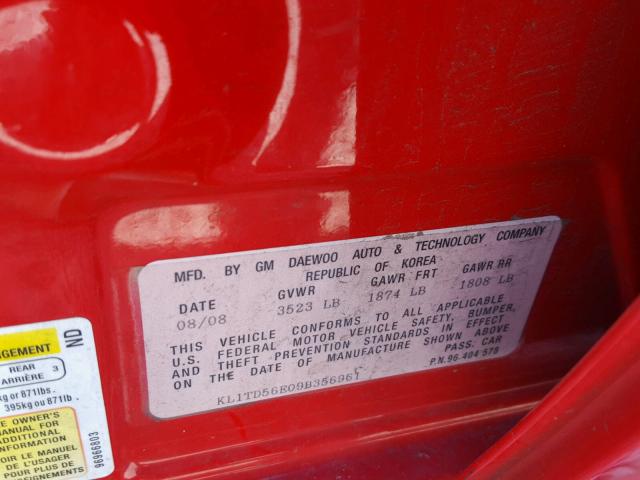 MFD. BY GM DAEWOO AUTO & TECHNOLOGY COMPANY
REPUBLIC OF KOREA
DATE GVWR GAWR FRT GAWR RR
08/08 3523 LB 1874 LB 1808 LB
THIS VEHICLE CONFORMS TO ALL APPLICABLE
U.S. FEDERAL MOTOR VEHICLE SAFETY, BUMPER,
AND THEFT PREVENTION STANDARDS IN EFFECT
ON THE DATE OF MANUFACTURE SHOWN ABOVE
PASS. CAR
KL1TD56E09B356961
P.N.96 404 578
ND
REAR
ARRIÈRE 3
kg or 871lbs.
395kg ou 871lb.
OWNER'S
MANUAL FOR
ADDITIONAL
INFORMATION
VOIR LE MANUEL
DE L'USAGER
POUR PLUS DE
RENSEIGNEMENTS
96966803